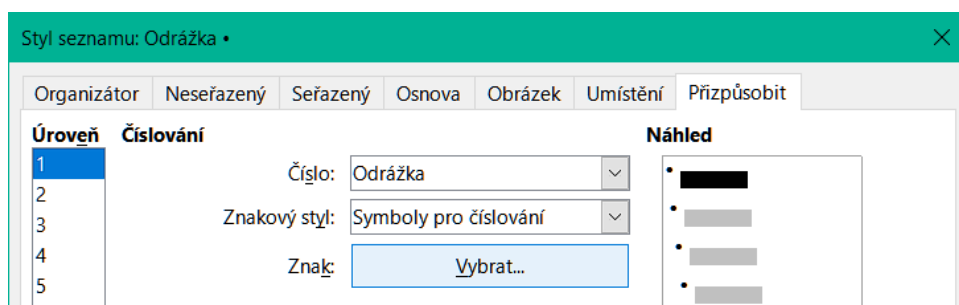 Styl seznamu: Odrážka •
Organizátor Neseřazený Seřazený Osnova Obrázek Umístění Přizpůsobit
Úroveň Číslování Náhled
1
Číslo: Odrážka
2
Znakový styl: Symboly pro číslování
3
4
Znak: Vybrat...
5